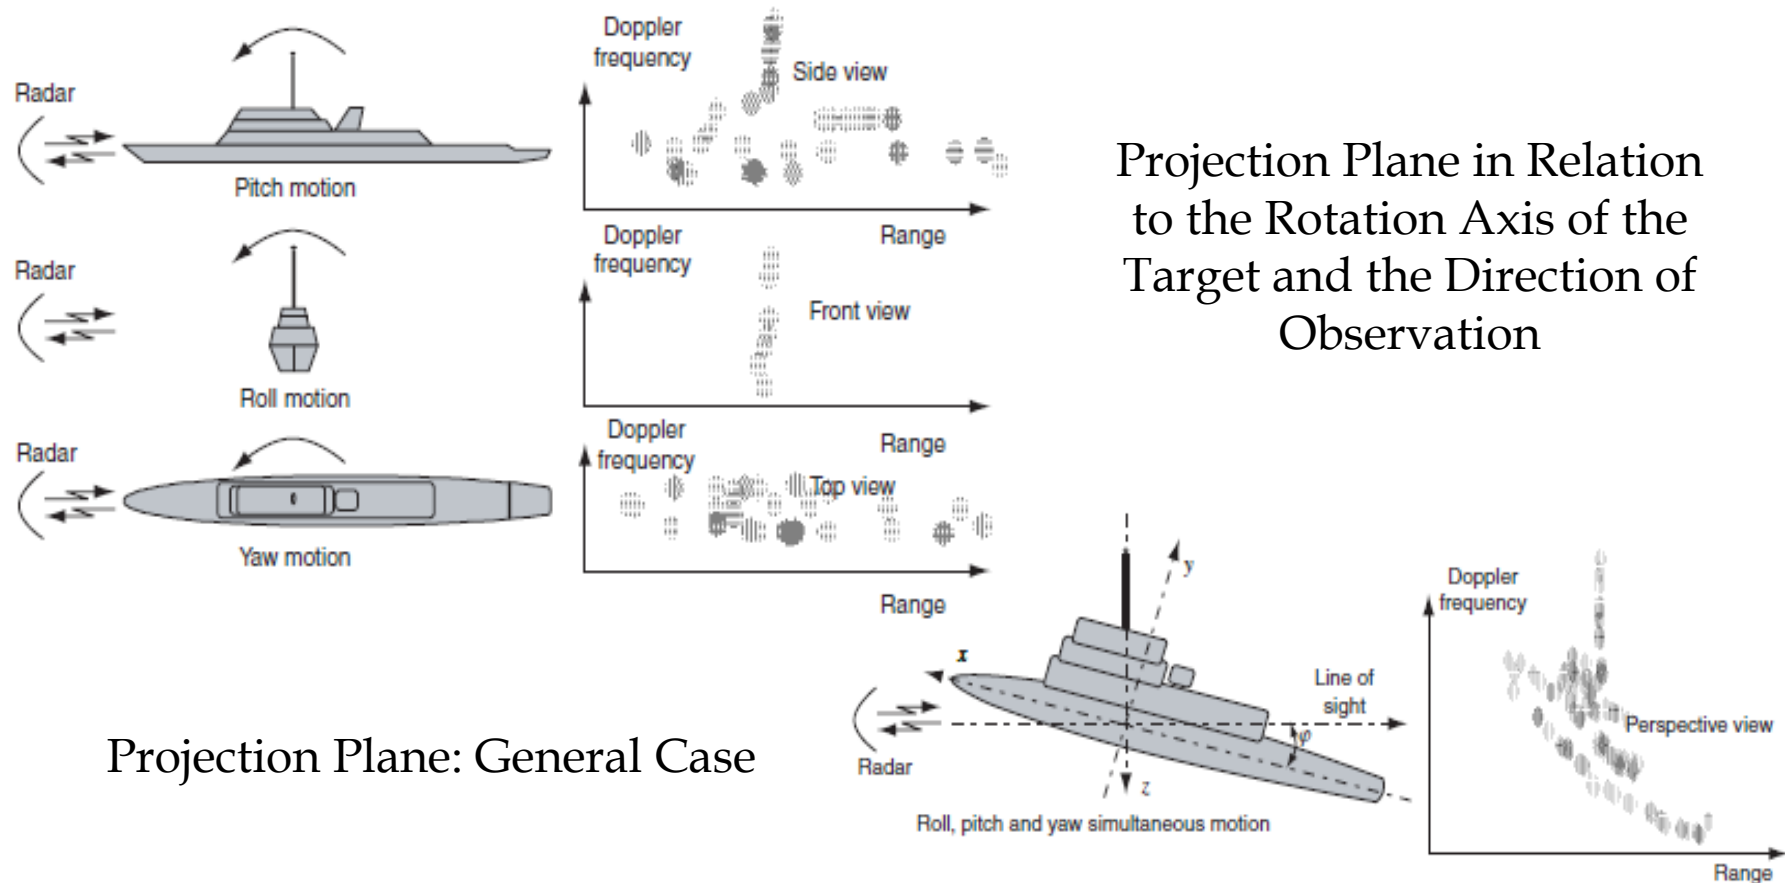 Radar
Pitch motion
Doppler
frequency
Side view
Range
Radar
Roll motion
Doppler
frequency
Front view
Range
Radar
Yaw motion
Doppler
frequency
Top view
Range
Projection Plane in Relation
to the Rotation Axis of the
Target and the Direction of
Observation
Projection Plane: General Case
Radar
x
y
z
φ
Line of
sight
Roll, pitch and yaw simultaneous motion
Doppler
frequency
Perspective view
Range